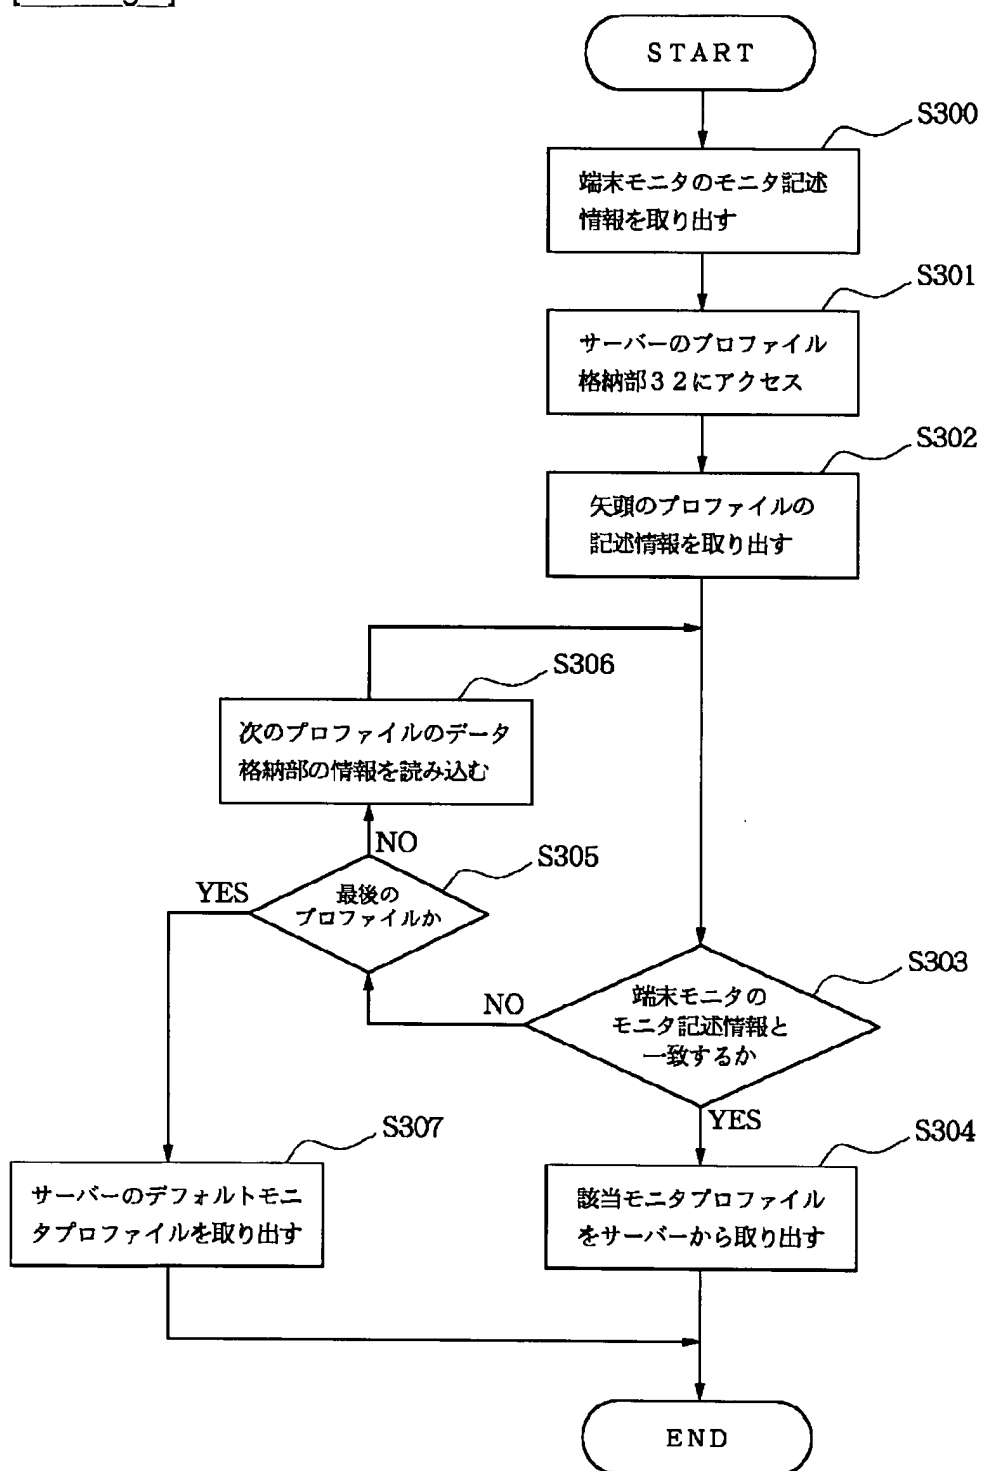 START
S300
端末モニタのモニタ記述
情報を取り出す
S301
サーバーのプロファイル
格納部32にアクセス
S302
矢頭のプロファイルの
記述情報を取り出す
S306
次のプロファイルのデータ
格納部の情報を読み込む
NO
S305
YES
最後の
プロファイルか
S303
NO
端末モニタの
モニタ記述情報と
一致するか
YES
S307
S304
サーバーのデフォルトモニ
タプロファイルを取り出す
該当モニタプロファイル
をサーバーから取り出す
END